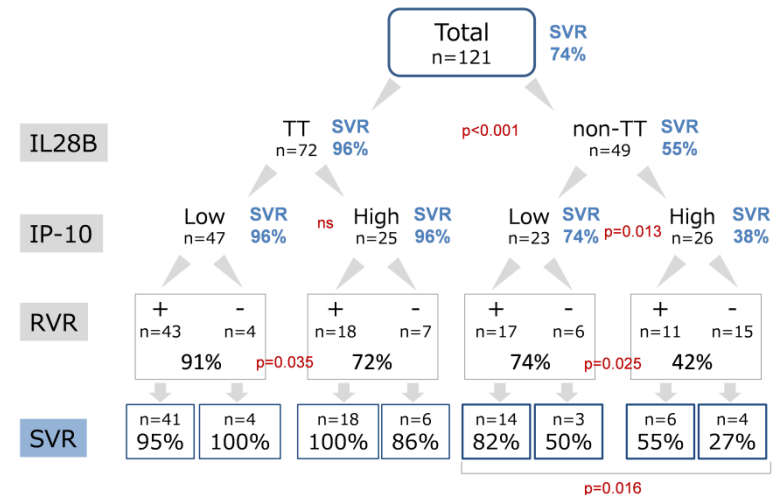 Total
n=121
SVR
74%
IL28B
TT
n=72
SVR
96%
p<0.001
non-TT
n=49
SVR
55%
IP-10
Low
n=47
SVR
96%
ns
High
n=25
SVR
96%
Low
n=23
SVR
74%
p=0.013
High
n=26
SVR
38%
RVR
+ -
n=43 n=4
91%
p=0.035
+ -
n=18 n=7
72%
+ -
n=17 n=6
74%
p=0.025
+ -
n=11 n=15
42%
SVR
n=41
95%
n=4
100%
n=18
100%
n=6
86%
n=14
82%
n=3
50%
n=6
55%
n=4
27%
p=0.016